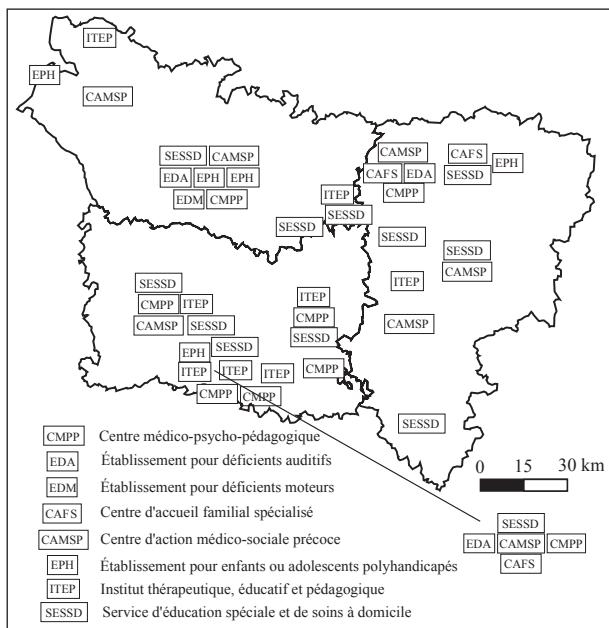 ITEP
EPH
CAMSP
SESSD CAMSP
EDA EPH EPH
EDM CMPP
ITEP
SESSD
SESSD
CAMSP
CAFS EDA
CMPP
CAFS
SESSD EPH
SESSD
SESSD
CAMSP
ITEP
CAMSP
SESSD
SESSD
CMPP ITEP
CAMSP SESSD
EPH SESSD
ITEP ITEP ITEP
CMPP CMPP
ITEP
CMPP
SESSD
CMPP
CMPP Centre médico-psycho-pédagogique
EDA Établissement pour déficients auditifs
EDM Établissement pour déficients moteurs
CAFS Centre d'accueil familial spécialisé
CAMSP Centre d'action médico-sociale précoce
EPH Établissement pour enfants ou adolescents polyhandicapés
ITEP Institut thérapeutique, éducatif et pédagogique
SESSD Service d'éducation spéciale et de soins à domicile
0 15 30 km
SESSD
EDA CAMSP CMPP
CAFS